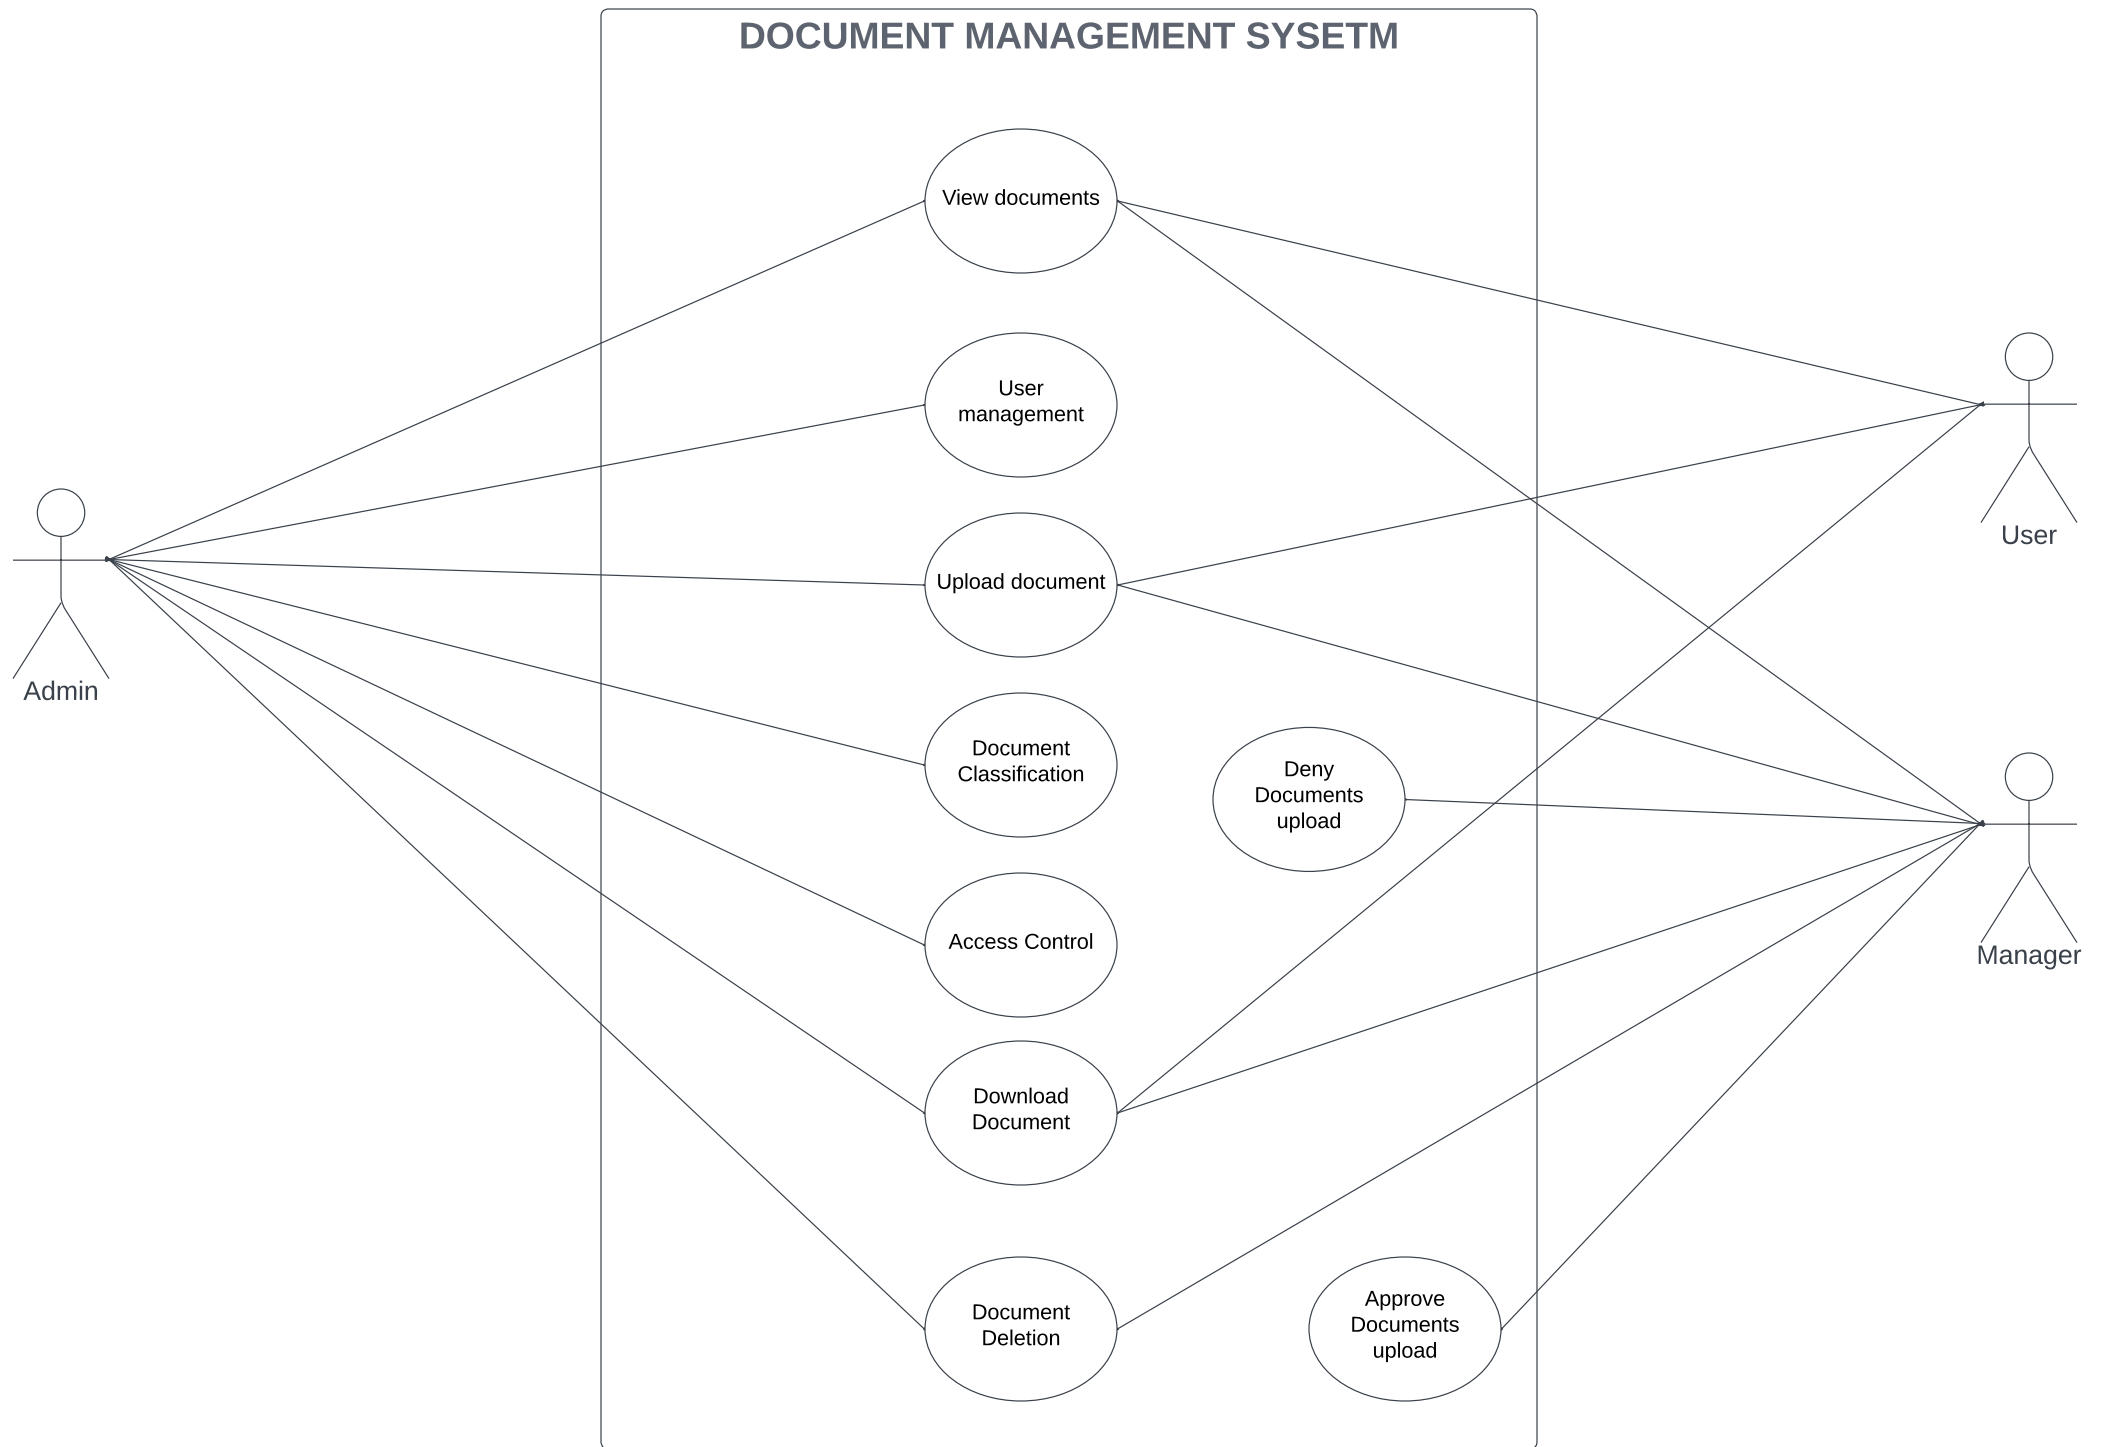 DOCUMENT MANAGEMENT SYSETM
View documents
User
management
Upload document
Document
Classification
Deny
Documents
upload
Access Control
Download
Document
Document
Deletion
Approve
Documents
upload
Admin
User
Manager